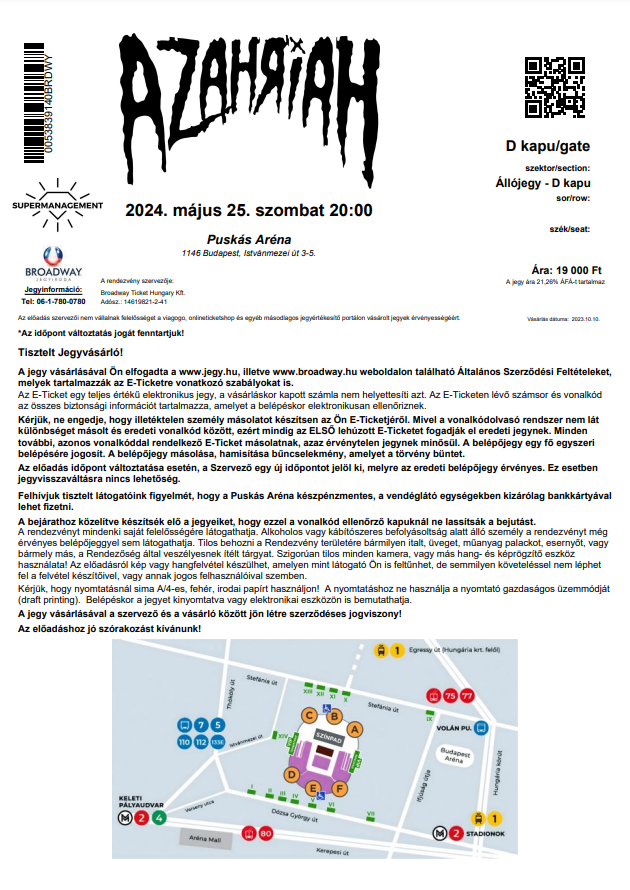 AZAHRiAH
0053839140BRDWY
D kapu/gate
szektor/section:
Állójegy - D kapu
sor/row:
szék/seat:
SUPERMANAGEMENT
2024. május 25. szombat 20:00
Puskás Aréna
1146 Budapest, Istvánmezei út 3-5.
BROADWAY
JEGYIRODA
Jegyinformáció:
Tel: 06-1-780-0780
A rendezvény szervezője:
Broadway Ticket Hungary Kft.
Adósz.: 14619821-2-41
Ára: 19 000 Ft
A jegy ára 21,26% ÁFÁ-t tartalmaz
Az előadás szervezői nem vállalnak felelősséget a viagogo, onlineticketshop és egyéb másodlagos jegyértékesítő portálon vásárolt jegyek érvényességéért.
Vásárlás dátuma: 2023.10.10.
*Az időpont változtatás jogát fenntartjuk!
Tisztelt Jegyvásárló!
A jegy vásárlásával Ön elfogadta a www.jegy.hu, illetve www.broadway.hu weboldalon található Általános Szerződési Feltételeket,
melyek tartalmazzák az E-Ticketre vonatkozó szabályokat is.
Az E-Ticket egy teljes értékű elektronikus jegy, a vásárláskor kapott számla nem helyettesíti azt. Az E-Ticketen lévő számsor és vonalkód
az összes biztonsági információt tartalmazza, amelyet a belépéskor elektronikusan ellenőriznek.
Kérjük, ne engedje, hogy illetéktelen személy másolatot készítsen az Ön E-Ticketjéről. Mivel a vonalkódolvasó rendszer nem lát
különbséget másolt és eredeti vonalkód között, ezért mindig az ELSŐ lehúzott E-Ticket fogadják el eredeti jegynek. Minden
további, azonos vonalkóddal rendelkező E-Ticket másolatnak, azaz érvénytelen jegynek minősül. A belépőjegy egy fő egyszeri
belépésére jogosít. A belépőjegy másolása, hamisítása bűncselekmény, amelyet a törvény büntet.
Az előadás időpont változtatása esetén, a Szervező egy új időpontot jelöl ki, melyre az eredeti belépőjegy érvényes. Ez esetben
jegyvisszaváltásra nincs lehetőség.
Felhívjuk tisztelt látogatóink figyelmét, hogy a Puskás Aréna készpénzmentes, a vendéglátó egységekben kizárólag bankkártyával
lehet fizetni.
A bejárathoz közelítve készítsék elő a jegyeiket, hogy ezzel a vonalkód ellenőrző kapuknál ne lassítsák a bejutást.
A rendezvényt mindenki saját felelősségére látogathatja. Alkoholos vagy kábítószeres befolyásoltság alatt álló személy a rendezvényt még
érvényes belépőjeggyel sem látogathatja. Tilos behozni a Rendezvény területére bármilyen italt, üveget, műanyag palackot, esernyőt, vagy
bármely más, a Rendezőség által veszélyesnek ítélt tárgyat. Szigorúan tilos minden kamera, vagy más hang- és képrögzítő eszköz
használata! Az előadásról kép vagy hangfelvétel készülhet, amelyen mint látogató Ön is feltűnhet, de semmilyen követeléssel nem léphet
fel a felvétel készítőivel, vagy annak jogos felhasználóival szemben.
Kérjük, hogy nyomtatásnál sima A/4-es, fehér, irodai papírt használjon! A nyomtatáshoz ne használja a nyomtató gazdaságos üzemmódját
(draft printing). Belépéskor a jegyet kinyomtatva vagy elektronikai eszközön is bemutathatja.
A jegy vásárlásával a szervező és a vásárló között jön létre szerződéses jogviszony!
Az előadáshoz jó szórakozást kívánunk!
1 Egressy út (Hungária krt. felől)
Thököly út
Stefánia út
XIII XII XI X
Stefánia út
75 77
IX
VOLÁN PU.
7 5
110 112 133E
C B A
SZÍNPAD
XIV
Istvánmezei út
Budapest
Aréna
Hungária körút
Ifjúság útja
D E F
I II III IV V VI VII
KELETI
PÁLYAUDVAR
M 2 4
Verseny utca
Dózsa György út
Aréna Mall
80
Kerepesi út
1
M 2 STADIONOK